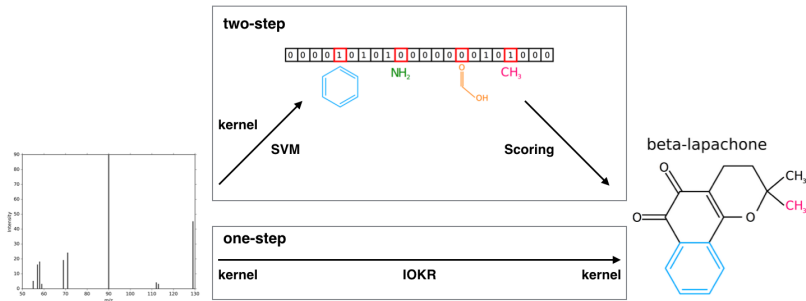 two-step
0 0 0 0 1 0 1 0 1 0 0 0 0 0 0 0 1 0 1 0 0 0
NH₂
O
OH
CH₃
kernel
SVM
Scoring
beta-lapachone
O
O
O
CH₃
CH₃
90
80
70
60
50
40
30
20
10
0
Intensity
50 60 70 80 90 100 110 120 130
one-step
kernel
IOKR
kernel